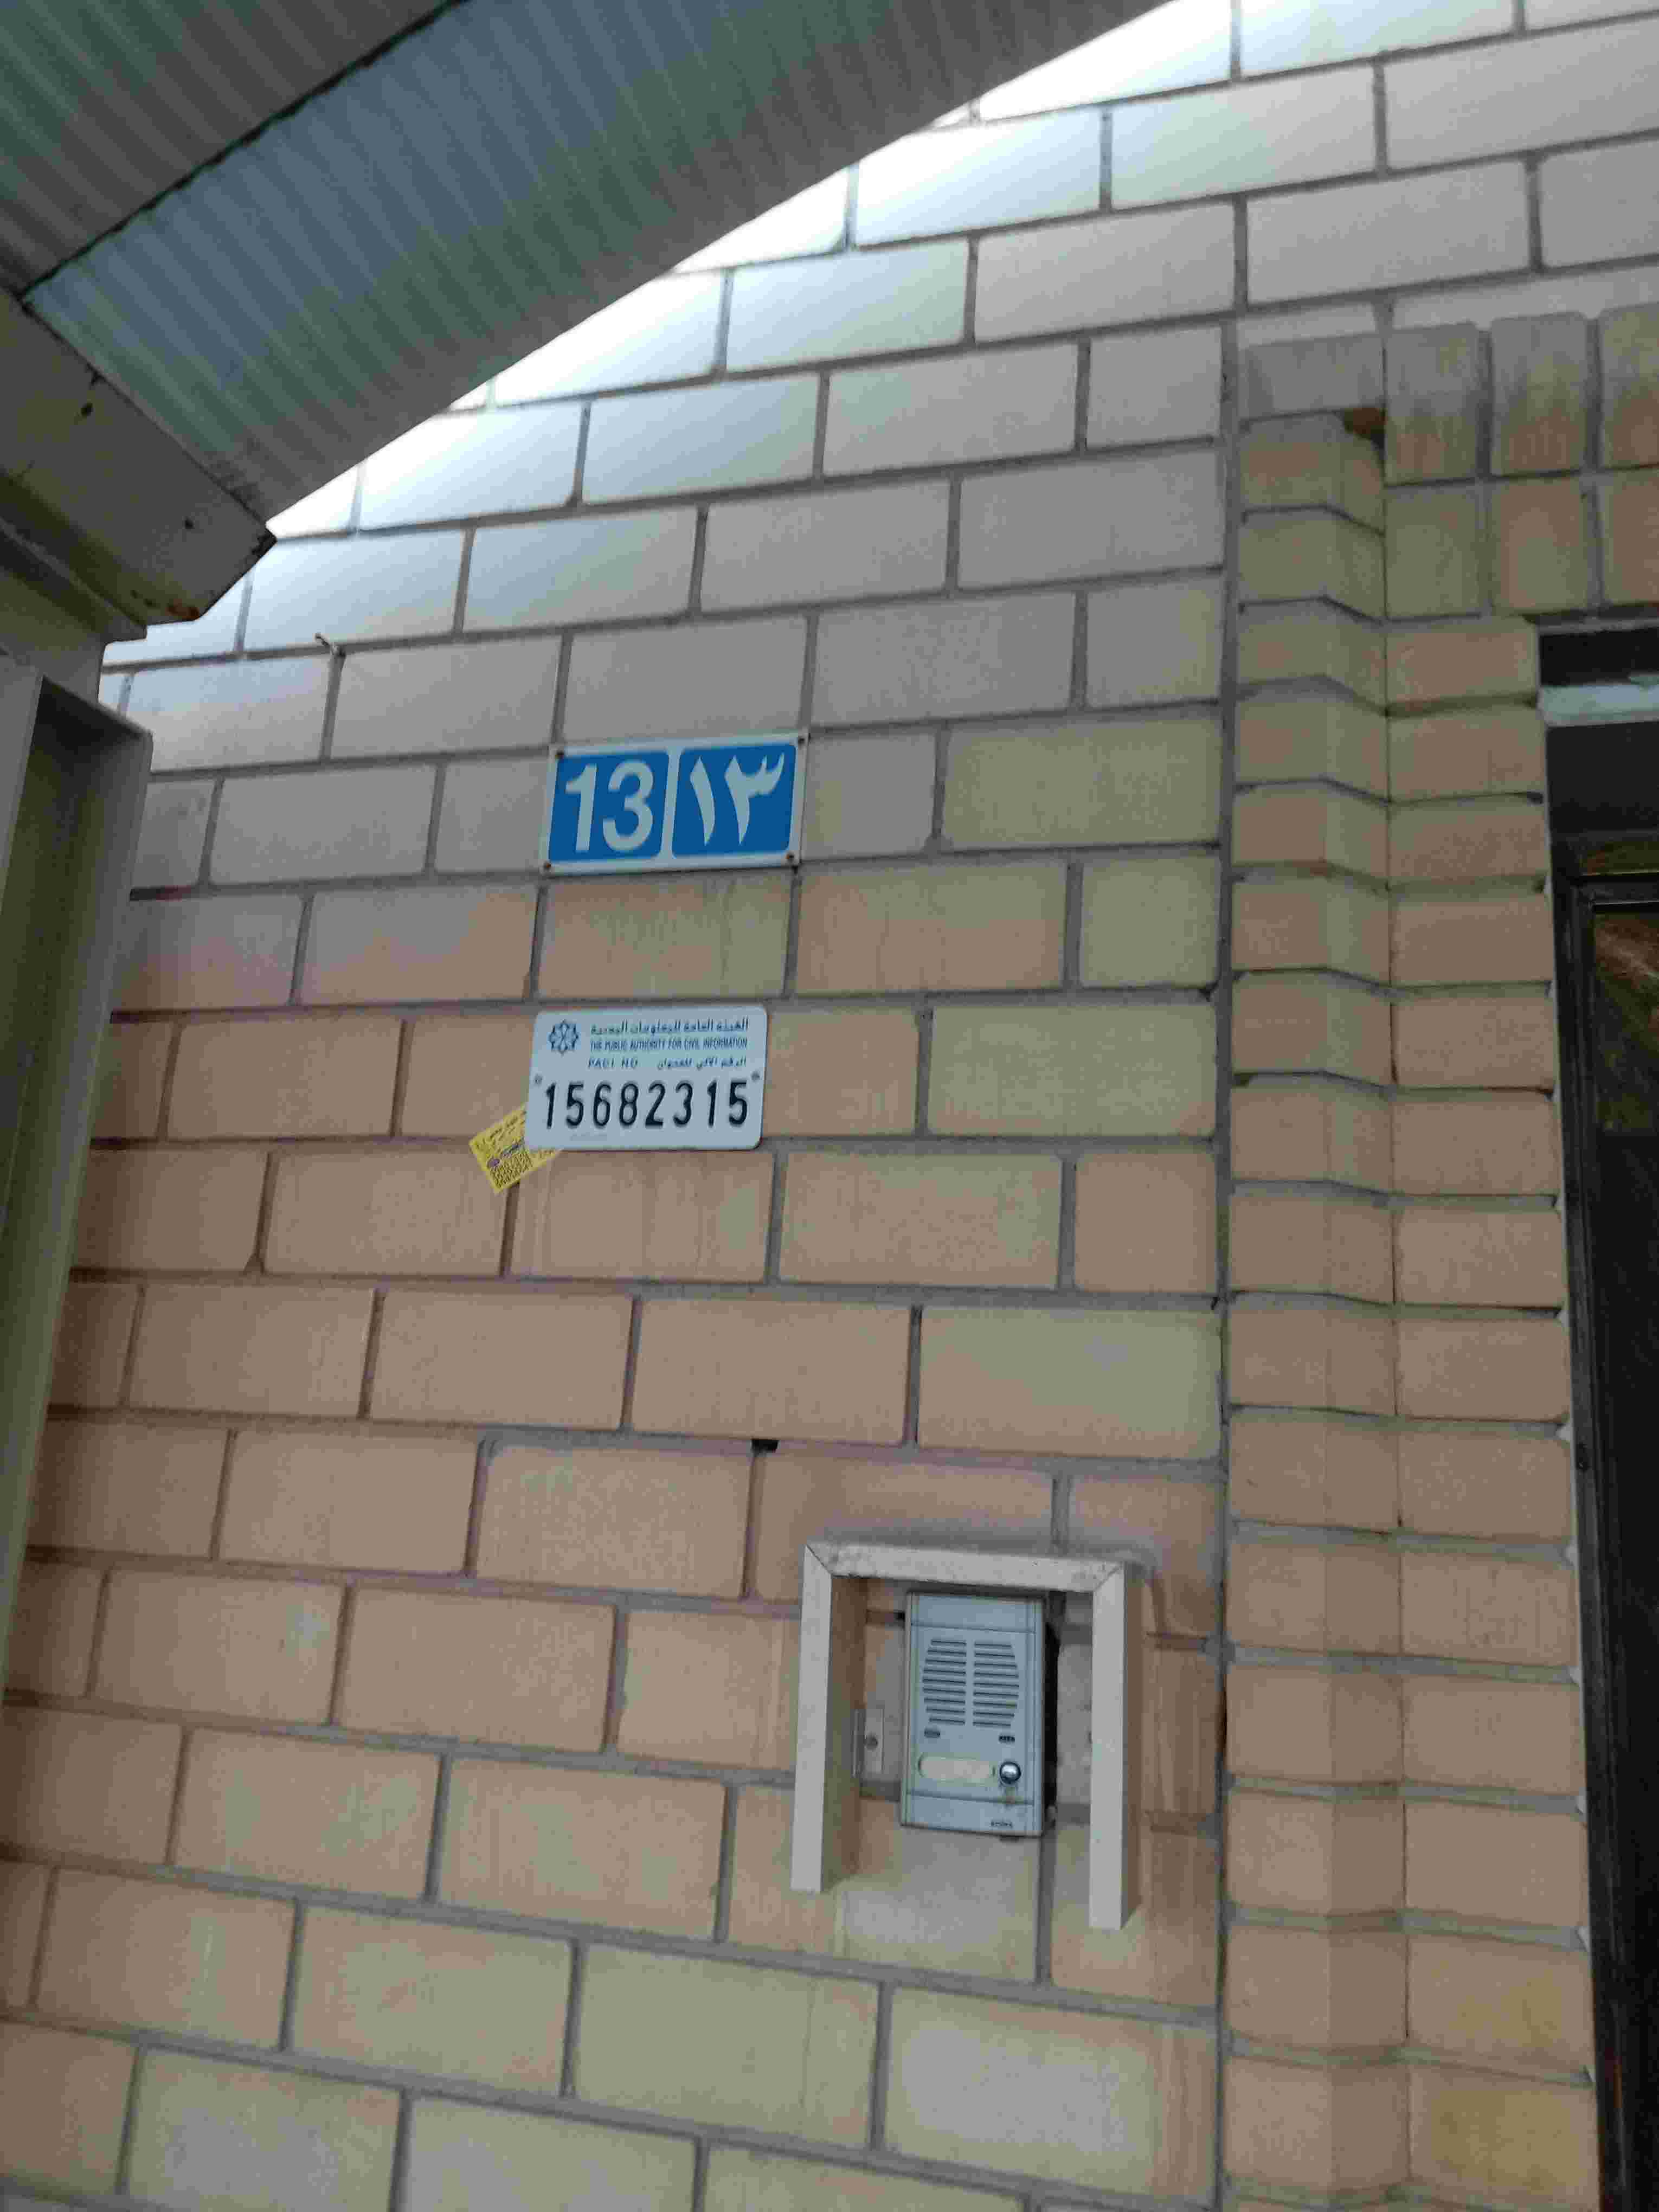 13 ١٣
الهيئة العامة للمعلومات المدنية
THE PUBLIC AUTHORITY FOR CIVIL INFORMATION
PACI NO الرقم الآلي للعنوان
15682315